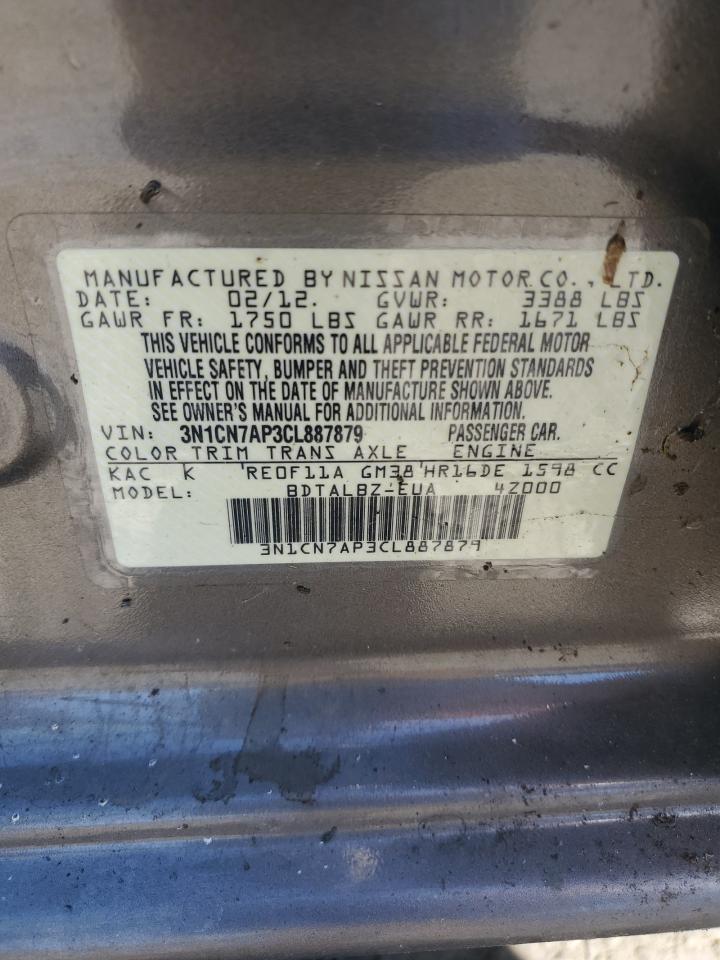 MANUFACTURED BY NISSAN MOTOR CO., LTD.
DATE: 02/12. GVWR: 3388 LBS
GAWR FR: 1750 LBS GAWR RR: 1671 LBS
THIS VEHICLE CONFORMS TO ALL APPLICABLE FEDERAL MOTOR
VEHICLE SAFETY, BUMPER AND THEFT PREVENTION STANDARDS
IN EFFECT ON THE DATE OF MANUFACTURE SHOWN ABOVE.
SEE OWNER'S MANUAL FOR ADDITIONAL INFORMATION.
VIN: 3N1CN7AP3CL887879 PASSENGER CAR.
COLOR TRIM TRANS AXLE ENGINE
KAC K RE0F11A GM38 HR16DE 1598 CC
MODEL: BDTALBZ-EUA 4Z000
3N1CN7AP3CL887879